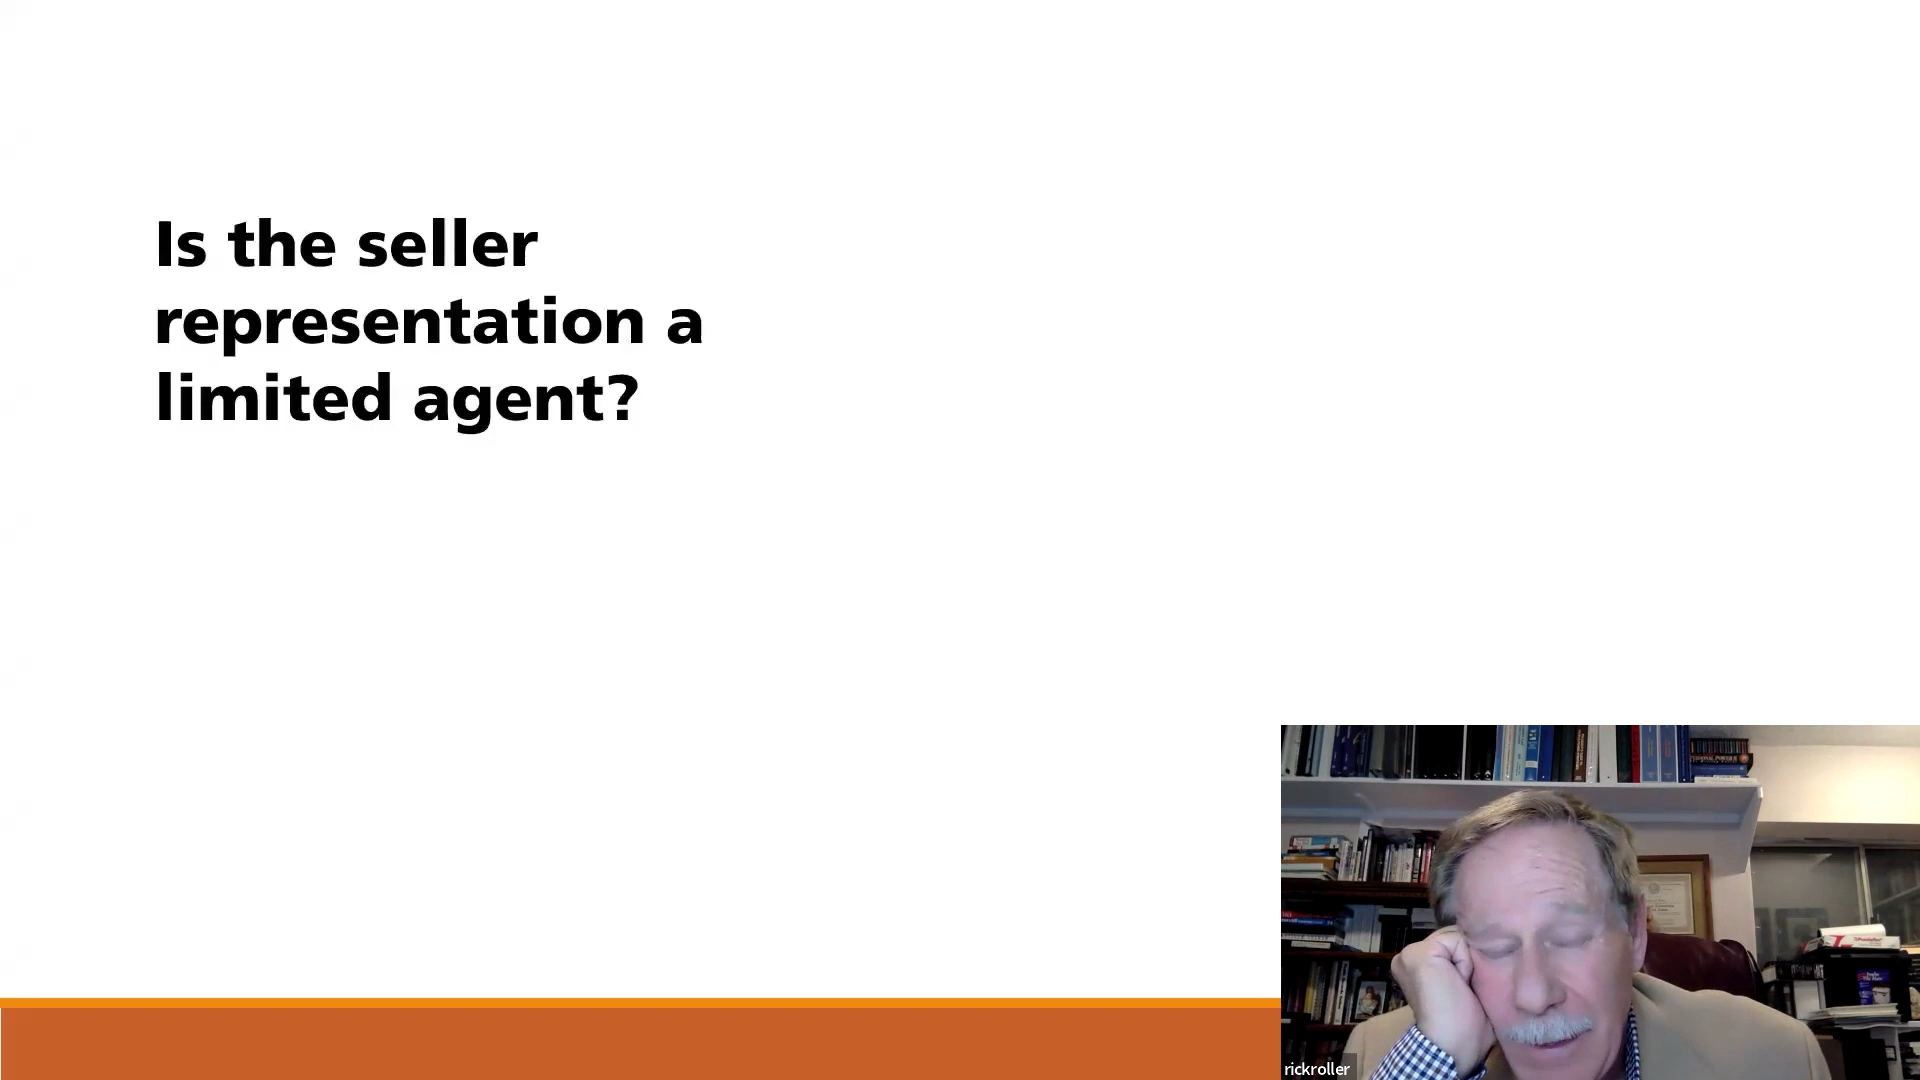 Is the seller
representation a
limited agent?
rickroller